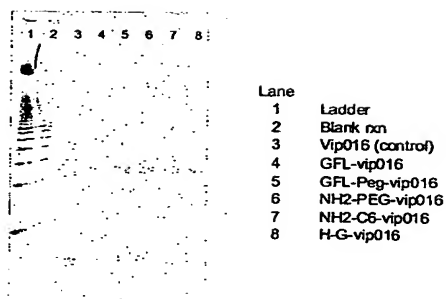 1 2 3 4 5 6 7 8
Lane
1 Ladder
2 Blank rxn
3 Vip016 (control)
4 GFL-vip016
5 GFL-Peg-vip016
6 NH2-PEG-vip016
7 NH2-C6-vip016
8 H-G-vip016